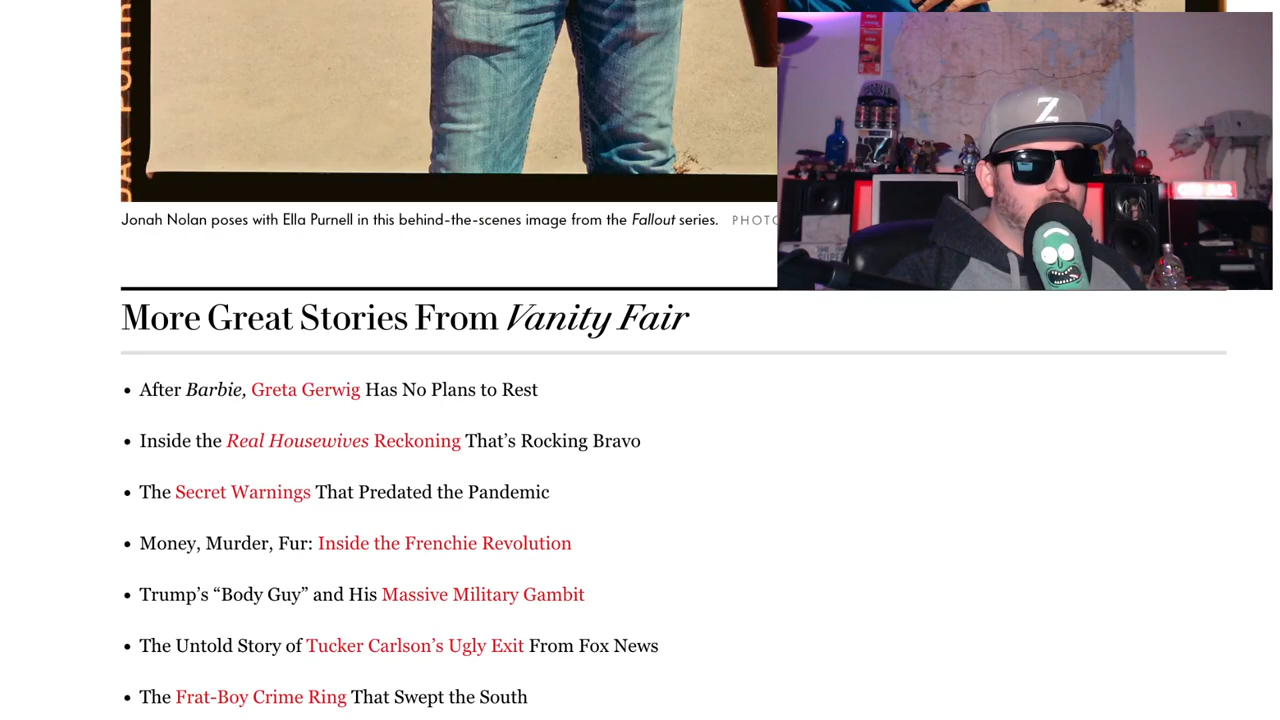 Jonah Nolan poses with Ella Purnell in this behind-the-scenes image from the Fallout series. PHOTO
More Great Stories From Vanity Fair
• After Barbie, Greta Gerwig Has No Plans to Rest
• Inside the Real Housewives Reckoning That’s Rocking Bravo
• The Secret Warnings That Predated the Pandemic
• Money, Murder, Fur: Inside the Frenchie Revolution
• Trump’s “Body Guy” and His Massive Military Gambit
• The Untold Story of Tucker Carlson’s Ugly Exit From Fox News
• The Frat-Boy Crime Ring That Swept the South
Z
ON AIR